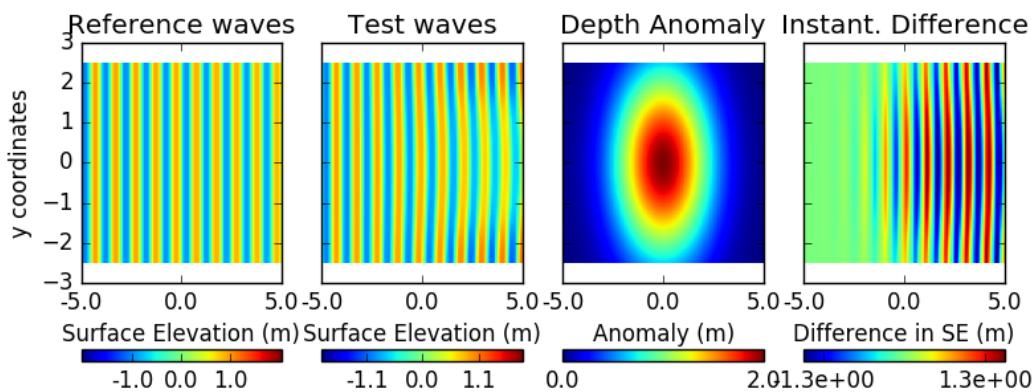 Reference waves
Test waves
Depth Anomaly
Instant. Difference
y coordinates
3
2
1
0
−1
−2
−3
-5.0 0.0 5.0
-5.0 0.0 5.0
-5.0 0.0 5.0
-5.0 0.0 5.0
Surface Elevation (m)
Surface Elevation (m)
Anomaly (m)
Difference in SE (m)
-1.0 0.0 1.0
-1.1 1.1
0.0 2.0
-1.3e+00 1.3e+00